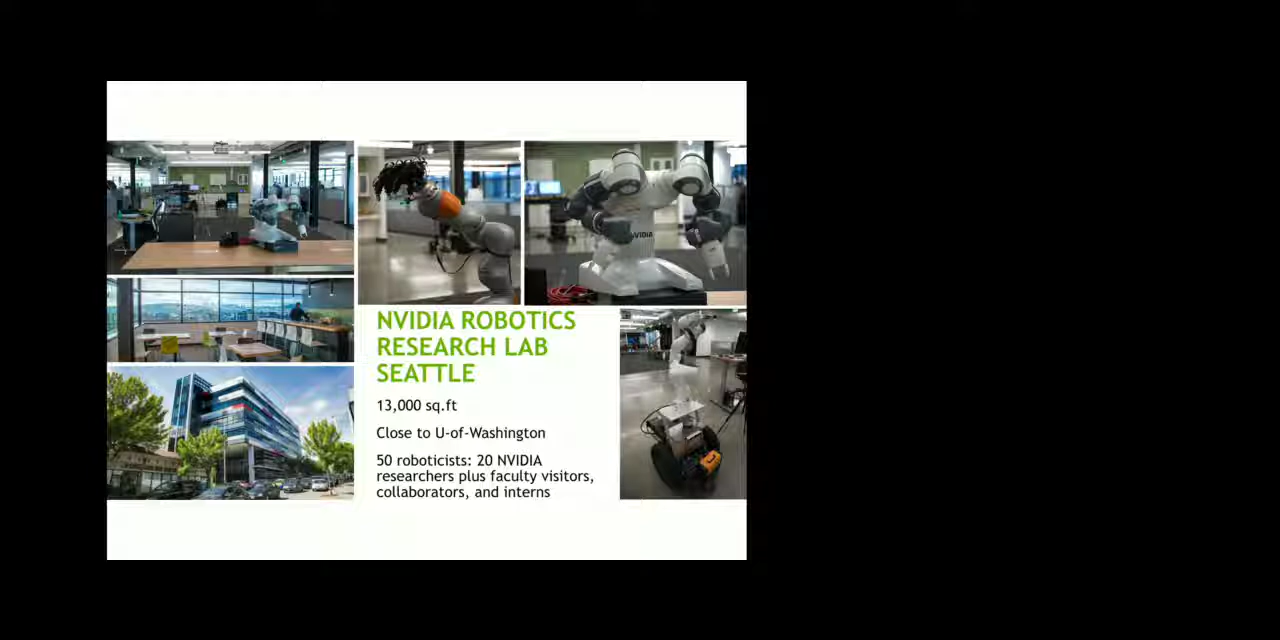 NVIDIA
NVIDIA ROBOTICS
RESEARCH LAB
SEATTLE
13,000 sq.ft
Close to U-of-Washington
50 roboticists: 20 NVIDIA
researchers plus faculty visitors,
collaborators, and interns